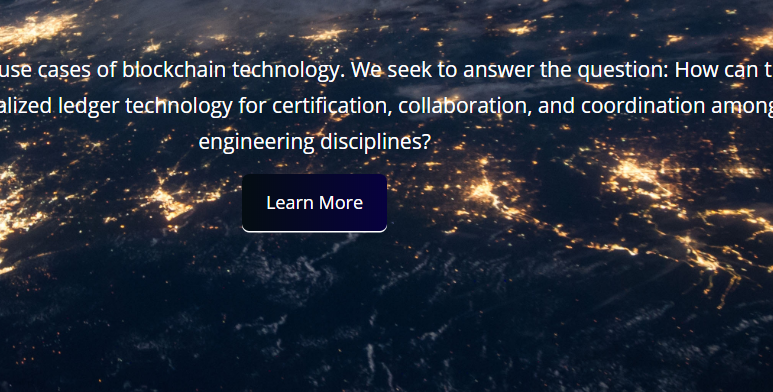 use cases of blockchain technology. We seek to answer the question: How can t
alized ledger technology for certification, collaboration, and coordination among
engineering disciplines?
Learn More